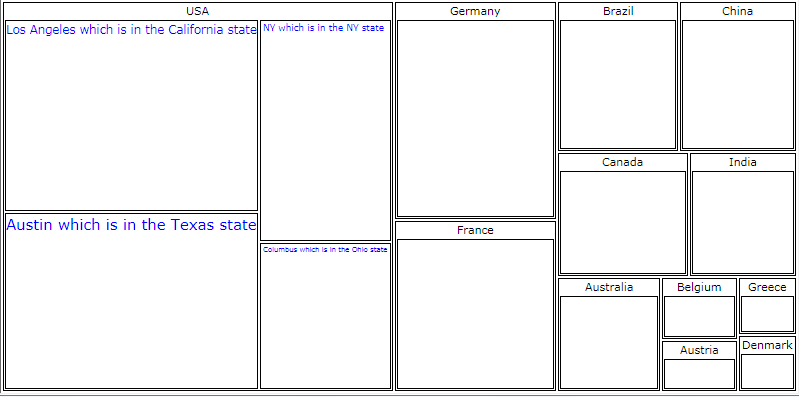 USA
Los Angeles which is in the California state
NY which is in the NY state
Austin which is in the Texas state
Columbus which is in the Ohio state
Germany
France
Brazil
China
Canada
India
Australia
Belgium
Greece
Austria
Denmark